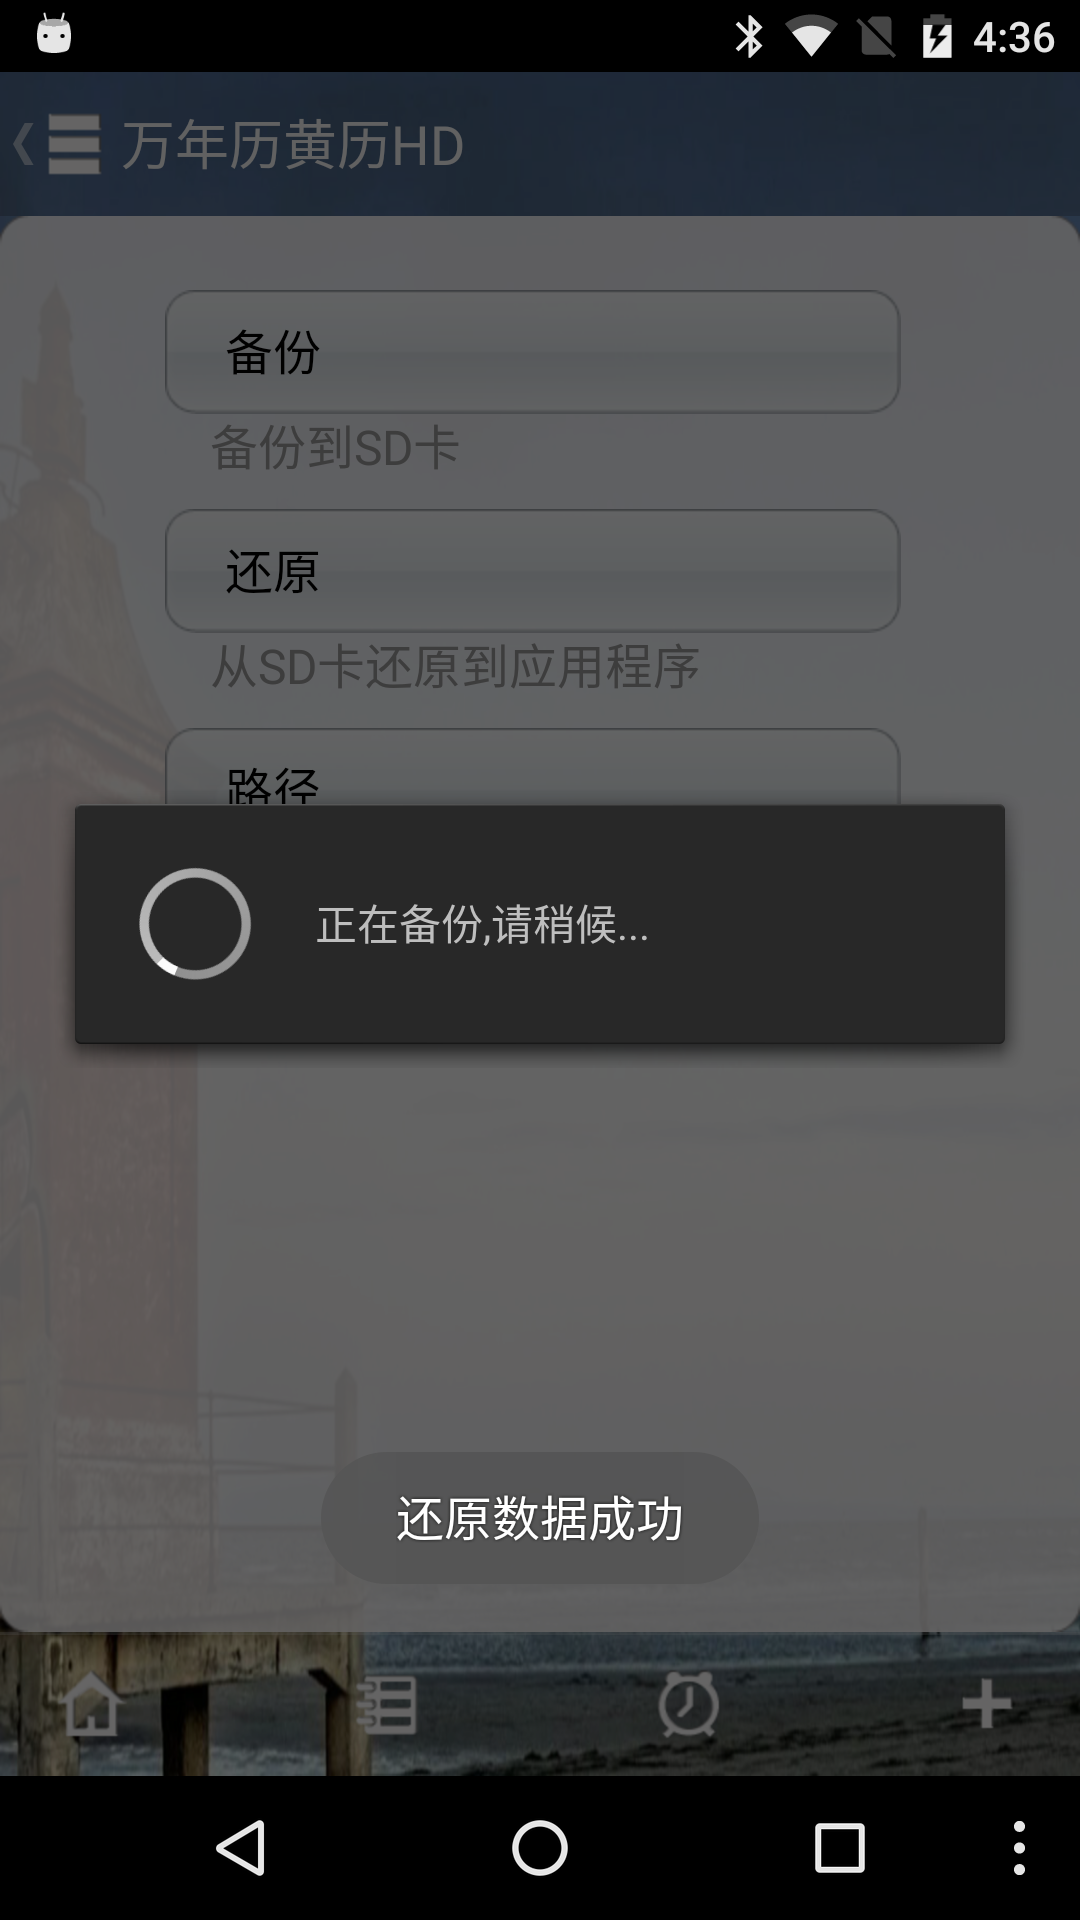 4:36
万年历黄历HD
备份
备份到SD卡
还原
从SD卡还原到应用程序
路径
正在备份,请稍候...
还原数据成功